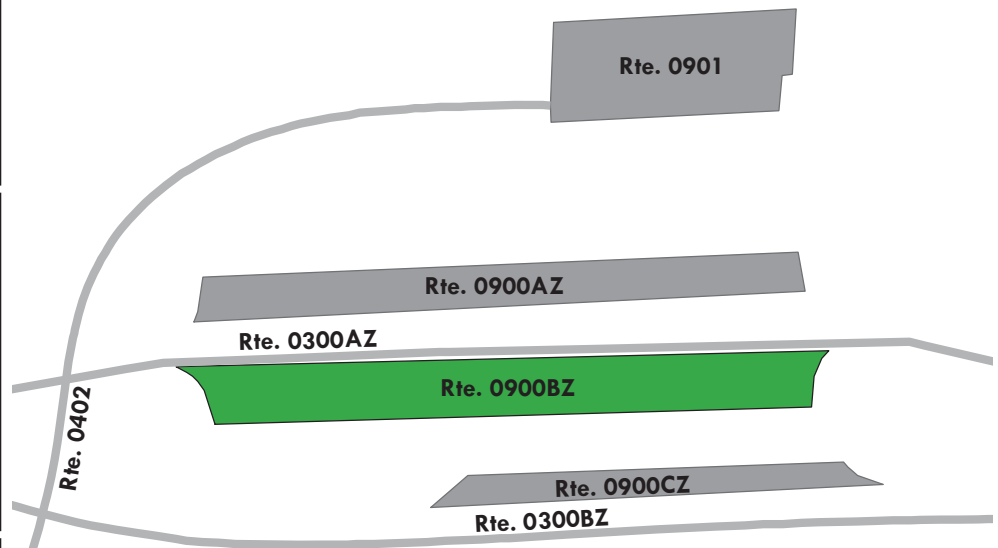 Rte. 0901
Rte. 0900AZ
Rte. 0300AZ
Rte. 0900BZ
Rte. 0402
Rte. 0900CZ
Rte. 0300BZ